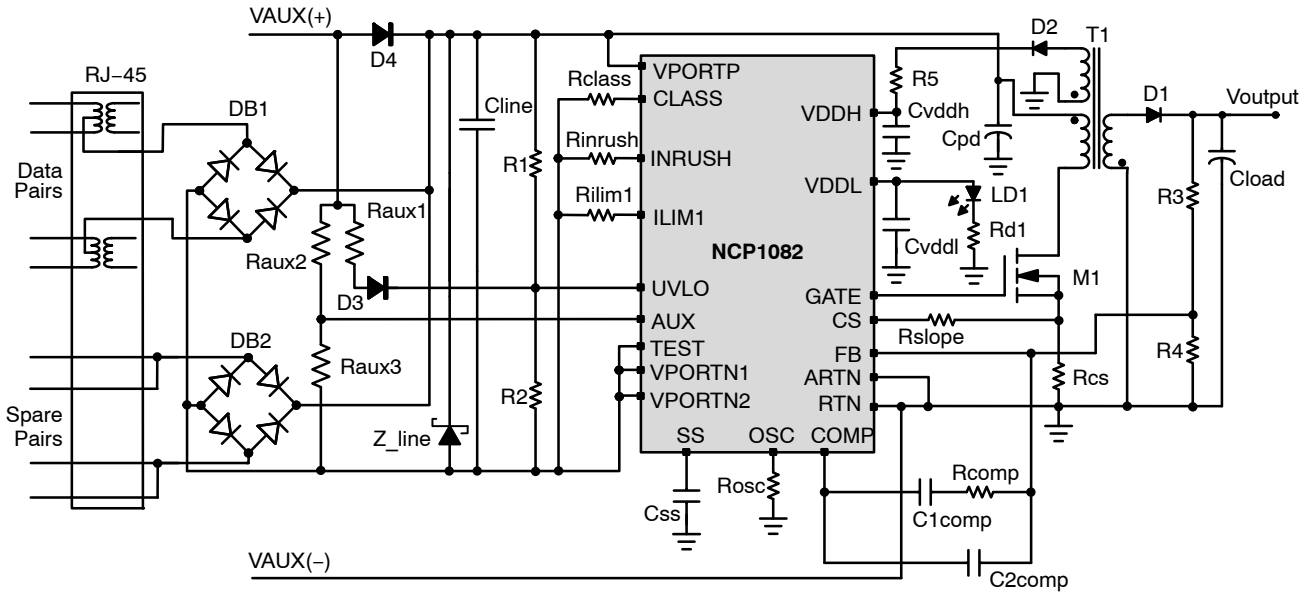 VAUX(+)
D4
RJ–45
DB1
Data
Pairs
Cline
R1
Raux1
Raux2
D3
DB2
Raux3
R2
Spare
Pairs
Z_line
Rclass
Rinrush
Rilim1
VPORTP
CLASS
INRUSH
ILIM1
NCP1082
UVLO
AUX
TEST
VPORTN1
VPORTN2
SS
OSC
COMP
VDDH
VDDL
GATE
CS
FB
ARTN
RTN
R5
D2
T1
D1
Voutput
Cvddh
Cpd
Cload
R3
LD1
Rd1
Cvddl
M1
Rslope
R4
Rcs
Css
Rosc
Rcomp
C1comp
C2comp
VAUX(–)